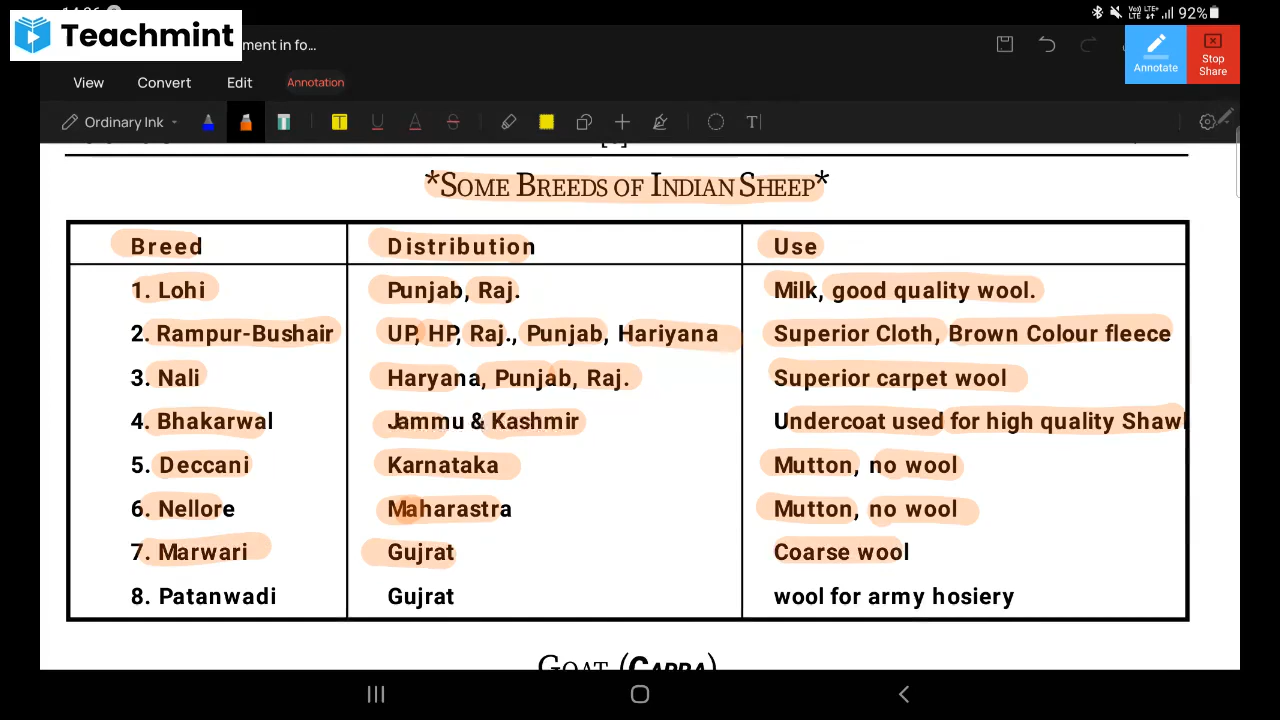 Teachmint
ment in fo...
92%
View Convert Edit Annotation
Annotate
Stop Share
Ordinary Ink
*SOME BREEDS OF INDIAN SHEEP*
Breed Distribution Use
1. Lohi Punjab, Raj. Milk, good quality wool.
2. Rampur-Bushair UP, HP, Raj., Punjab, Hariyana Superior Cloth, Brown Colour fleece
3. Nali Haryana, Punjab, Raj. Superior carpet wool
4. Bhakarwal Jammu & Kashmir Undercoat used for high quality Shawl
5. Deccani Karnataka Mutton, no wool
6. Nellore Maharastra Mutton, no wool
7. Marwari Gujrat Coarse wool
8. Patanwadi Gujrat wool for army hosiery
GOAT (CAPRA)